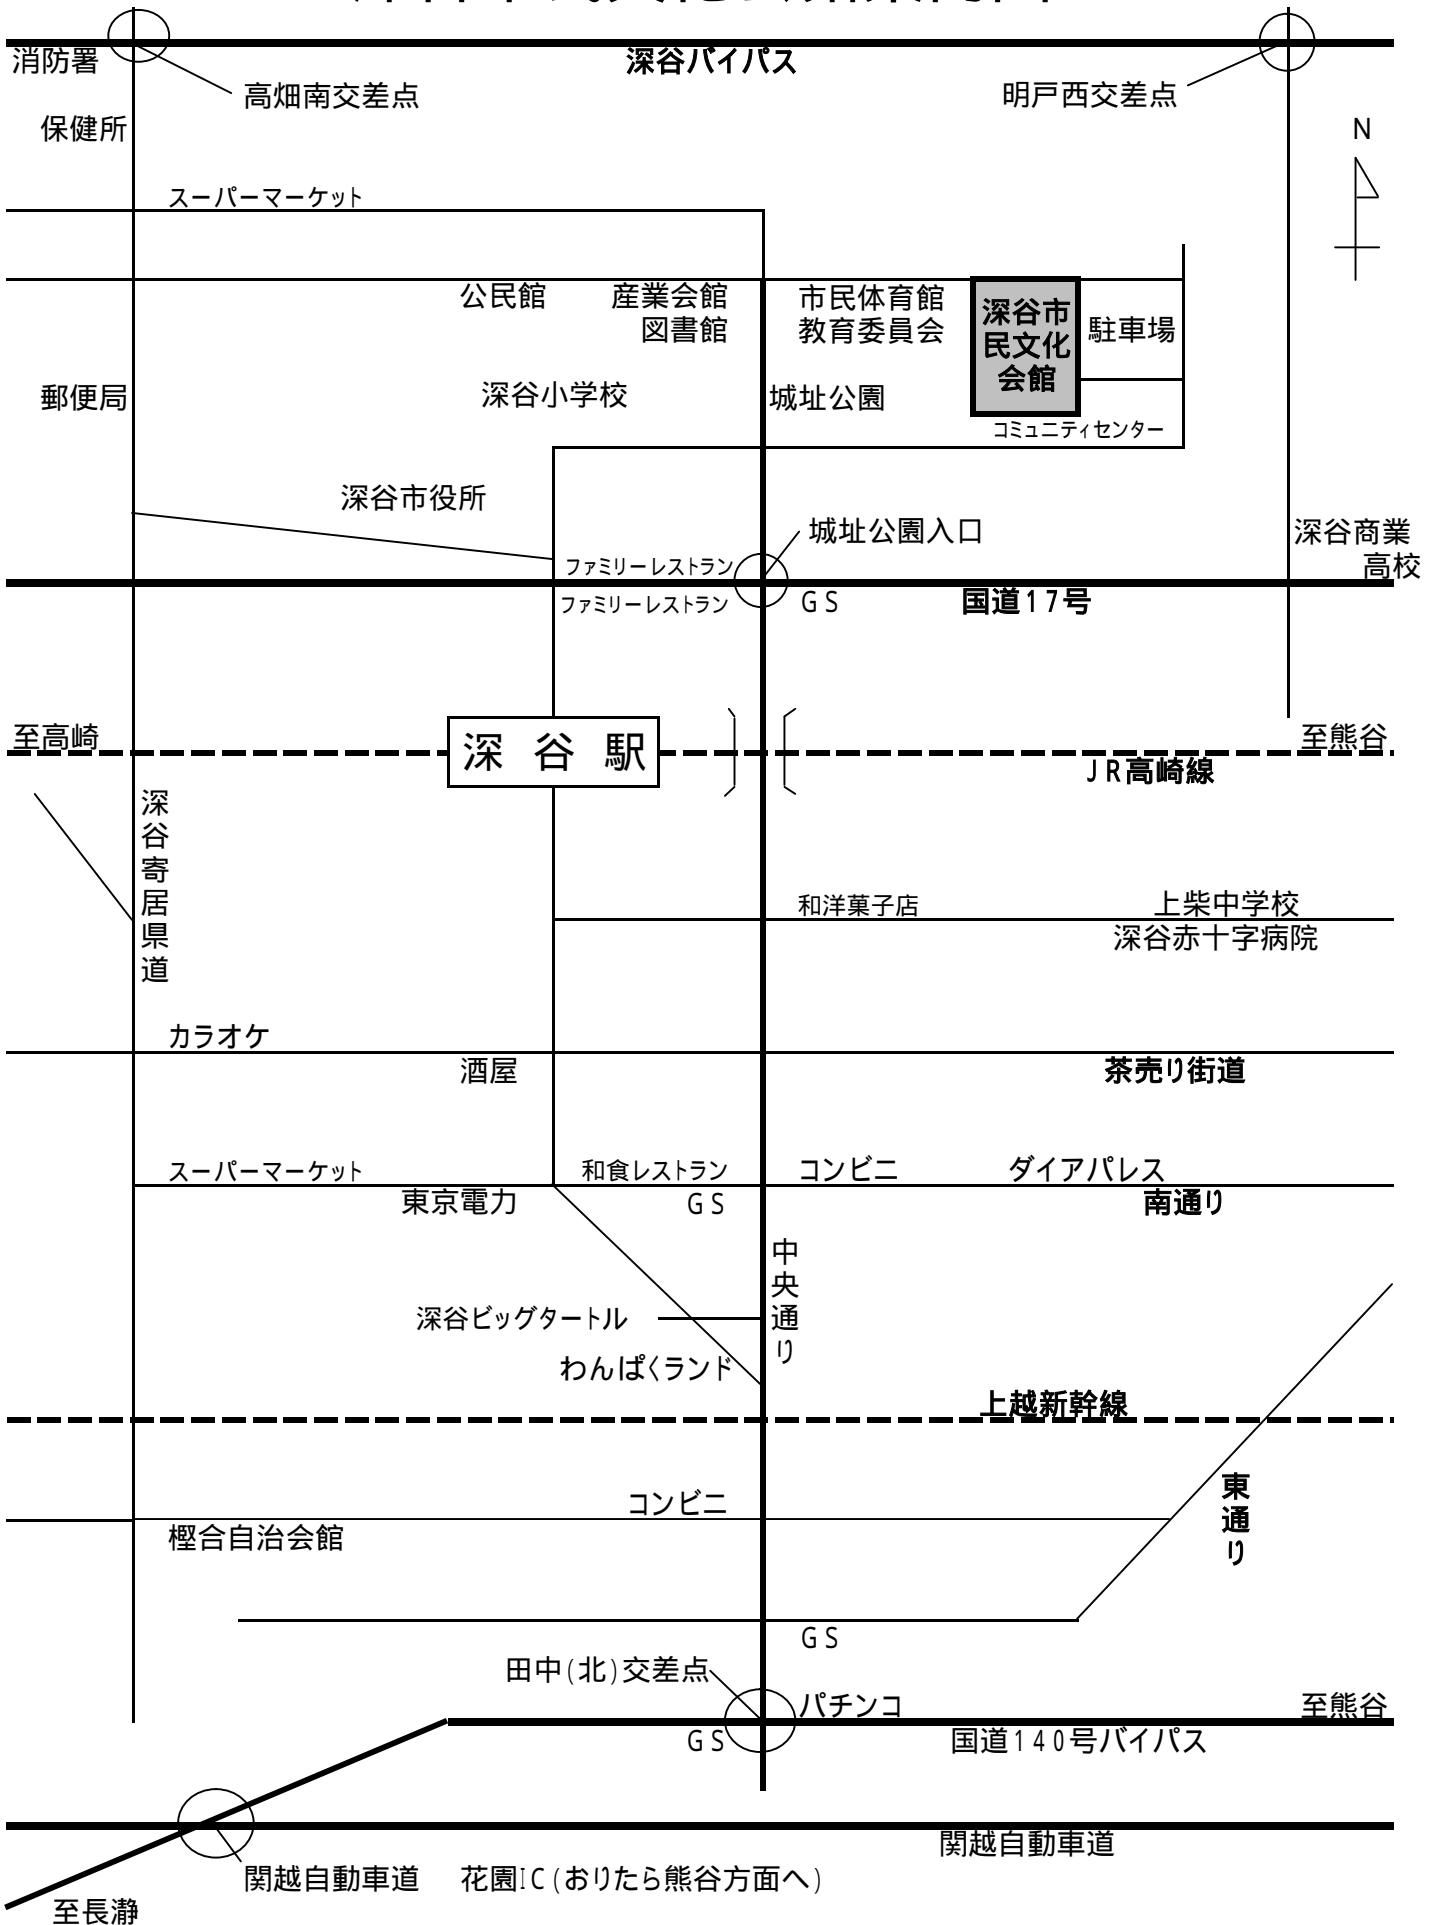 消防署
深谷バイパス
高畑南交差点
明戸西交差点
保健所
N
スーパーマーケット
公民館
産業会館
図書館
市民体育館
教育委員会
深谷市
民文化
会館
駐車場
郵便局
深谷小学校
城址公園
コミュニティセンター
深谷市役所
城址公園入口
深谷商業
高校
ファミリーレストラン
ファミリーレストラン
GS
国道17号
至高崎
深谷駅
至熊谷
JR高崎線
深谷寄居県道
和洋菓子店
上柴中学校
深谷赤十字病院
カラオケ
酒屋
茶売り街道
スーパーマーケット
和食レストラン
コンビニ
ダイアパレス
東京電力
GS
南通り
中央通り
深谷ビッグタートル
わんぱくランド
上越新幹線
コンビニ
東通り
樫合自治会館
GS
田中(北)交差点
パチンコ
至熊谷
GS
国道140号バイパス
関越自動車道
関越自動車道 花園IC(おりたら熊谷方面へ)
至長瀞